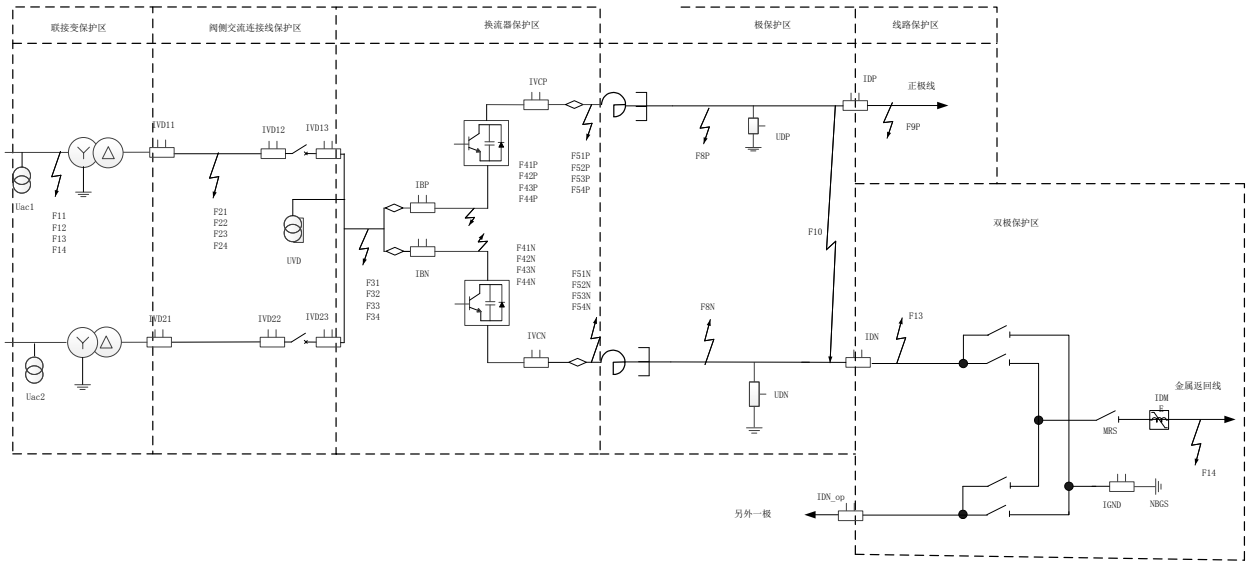 联接变保护区
阀侧交流连接线保护区
换流器保护区
极保护区
线路保护区
IVCP
IDP
正极线
IVD11
IVD12
IVD13
UDP
F9P
F8P
F51P
F52P
F53P
F54P
F41P
F42P
F43P
F44P
IBP
Uac1
F11
F12
F13
F14
F21
F22
F23
F24
UVD
F10
双极保护区
IBN
F41N
F42N
F43N
F44N
F31
F32
F33
F34
F51N
F52N
F53N
F54N
IVD21
IVD22
IVD23
IVCN
F8N
IDN
F13
Uac2
UDN
金属返回线
IDM
E
MRS
F14
IDN_op
另外一极
IGND
NBGS